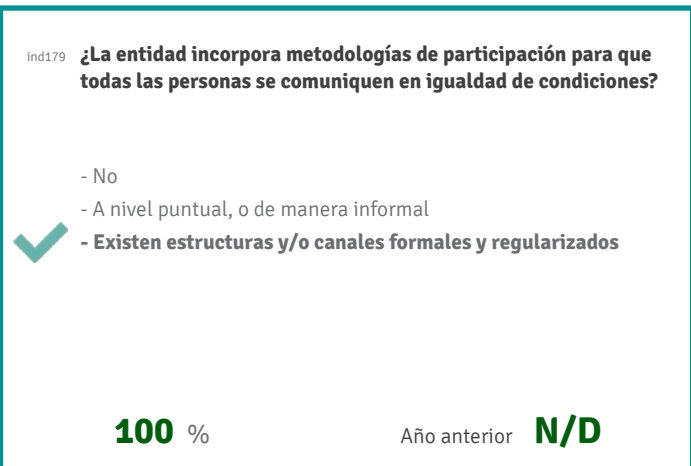 ind179 ¿La entidad incorpora metodologías de participación para que
todas las personas se comuniquen en igualdad de condiciones?
- No
- A nivel puntual, o de manera informal
- Existen estructuras y/o canales formales y regularizados
100 % Año anterior N/D